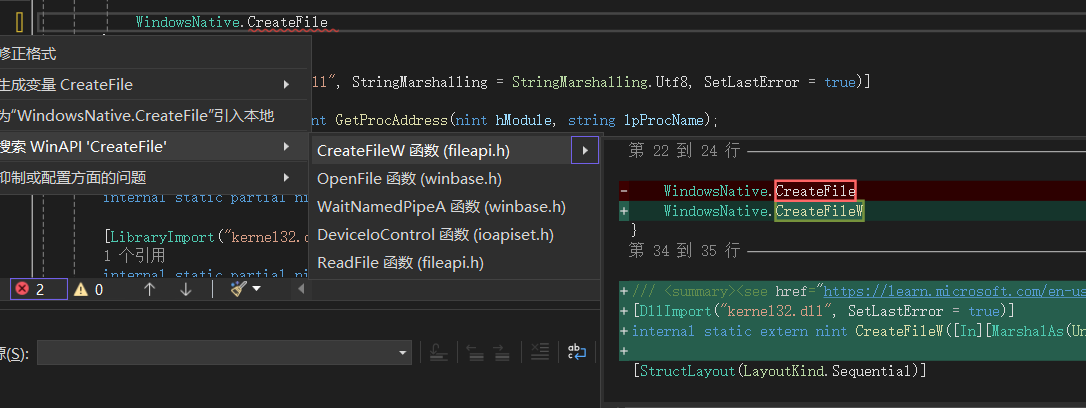 WindowsNative.CreateFile
修正格式
生成变量 CreateFile
为“WindowsNative.CreateFile”引入本地
搜索 WinAPI 'CreateFile'
抑制或配置方面的问题
ll", StringMarshalling = StringMarshalling.Utf8, SetLastError = true)]
nt GetProcAddress(nint hModule, string lpProcName);
CreateFileW 函数 (fileapi.h)
OpenFile 函数 (winbase.h)
WaitNamedPipeA 函数 (winbase.h)
DeviceIoControl 函数 (ioapiset.h)
ReadFile 函数 (fileapi.h)
internal static partial ni
[LibraryImport("kernel32.d
1 个引用
internal static partial ni
2
0
源(S):
第 22 到 24 行
- WindowsNative.CreateFile
+ WindowsNative.CreateFileW
}
第 34 到 35 行
+ /// <summary><see href="https://learn.microsoft.com/en-us
+ [DllImport("kernel32.dll", SetLastError = true)]
+ internal static extern nint CreateFileW([In][MarshalAs(Un
+
[StructLayout(LayoutKind.Sequential)]